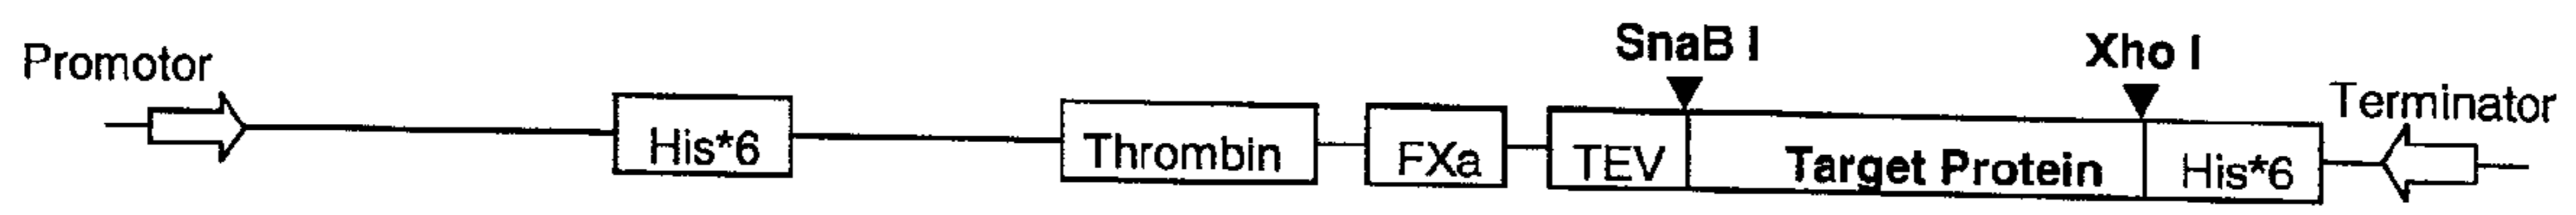 Promotor
SnaB I
Xho I
Terminator
His*6
Thrombin
FXa
TEV
Target Protein
His*6